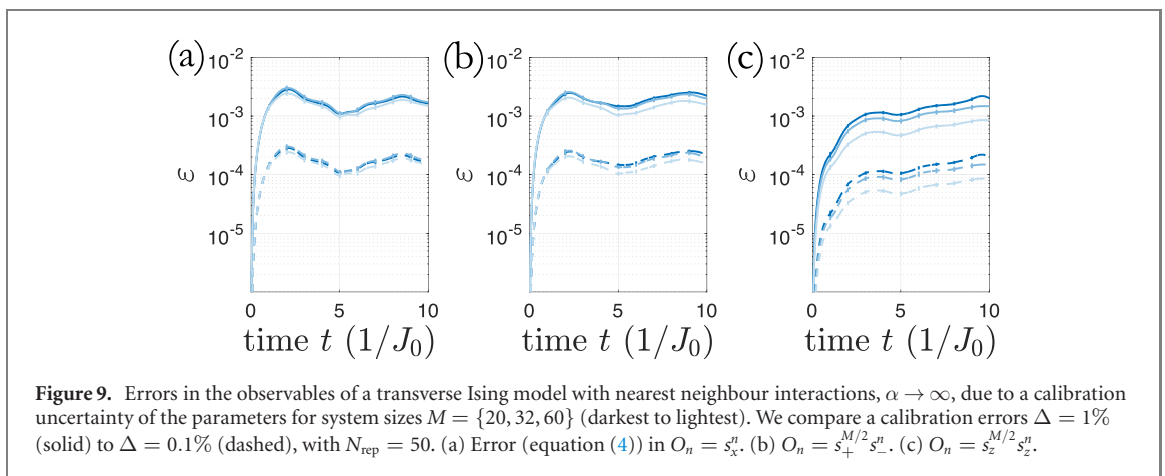 (a) (b) (c)
10⁻² 10⁻² 10⁻²
10⁻³ 10⁻³ 10⁻³
ε 10⁻⁴ ε 10⁻⁴ ε 10⁻⁴
10⁻⁵ 10⁻⁵ 10⁻⁵
0 5 10 0 5 10 0 5 10
time t (1/J₀) time t (1/J₀) time t (1/J₀)
Figure 9. Errors in the observables of a transverse Ising model with nearest neighbour interactions, α → ∞, due to a calibration
uncertainty of the parameters for system sizes M = {20, 32, 60} (darkest to lightest). We compare a calibration errors Δ = 1%
(solid) to Δ = 0.1% (dashed), with N_rep = 50. (a) Error (equation (4)) in O_n = s_x^n. (b) O_n = s_+^{M/2} s_-^n. (c) O_n = s_z^{M/2} s_z^n.